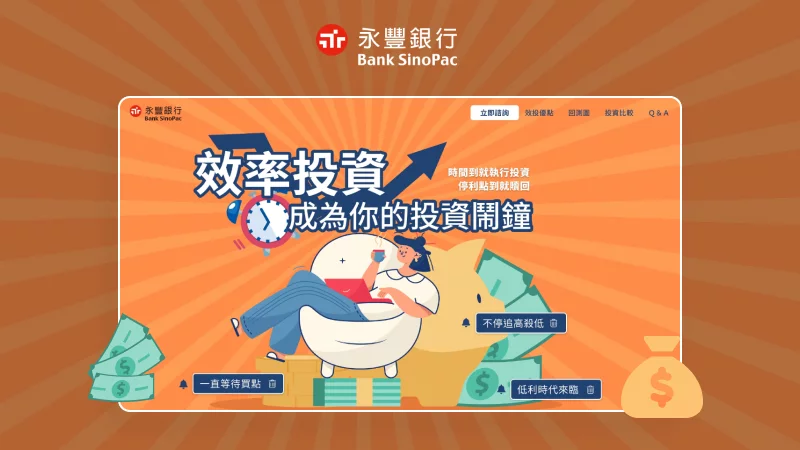 永豐銀行
Bank SinoPac
永豐銀行
Bank SinoPac
立即諮詢 效投優點 回測圖 投資比較 Q & A
效率投資
時間到就執行投資
停利點到就贖回
成為你的投資鬧鐘
不停追高殺低
一直等待買點
低利時代來臨